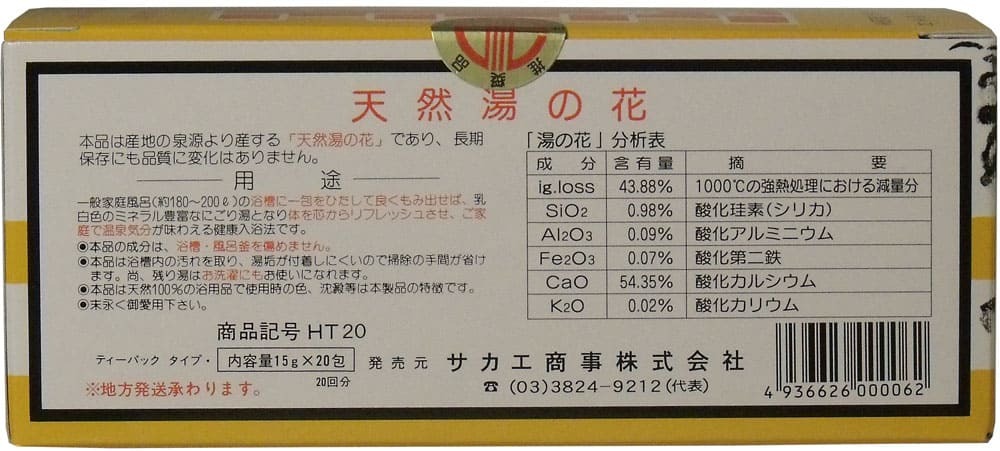 推奨品
天然湯の花
本品は産地の泉源より産する「天然湯の花」であり、長期
保存にも品質に変化はありません。
用途
一般家庭風呂(約180~200ℓ)の浴槽に一包をひたして良くもみ出せば、乳
白色のミネラル豊富なにごり湯となり体を芯からリフレッシュさせ、ご家
庭で温泉気分が味わえる健康入浴法です。
●本品の成分は、浴槽・風呂釜を傷めません。
●本品は浴槽内の汚れを取り、湯垢が付着しにくいので掃除の手間が省け
ます。尚、残り湯はお洗濯にもお使いになれます。
●本品は天然100%の浴用品で使用時の色、沈澱等は本製品の特徴です。
●末永く御愛用下さい。
「湯の花」分析表
成分 含有量 摘要
ig.loss 43.88% 1000℃の強熱処理における減量分
SiO2 0.98% 酸化珪素(シリカ)
Al2O3 0.09% 酸化アルミニウム
Fe2O3 0.07% 酸化第二鉄
CaO 54.35% 酸化カルシウム
K2O 0.02% 酸化カリウム
商品記号 HT20
ティーバック タイプ・ 内容量15g×20包
20回分
発売元 サカエ商事株式会社
☎(03)3824-9212(代表)
※地方発送承わります。
4 936626 000062